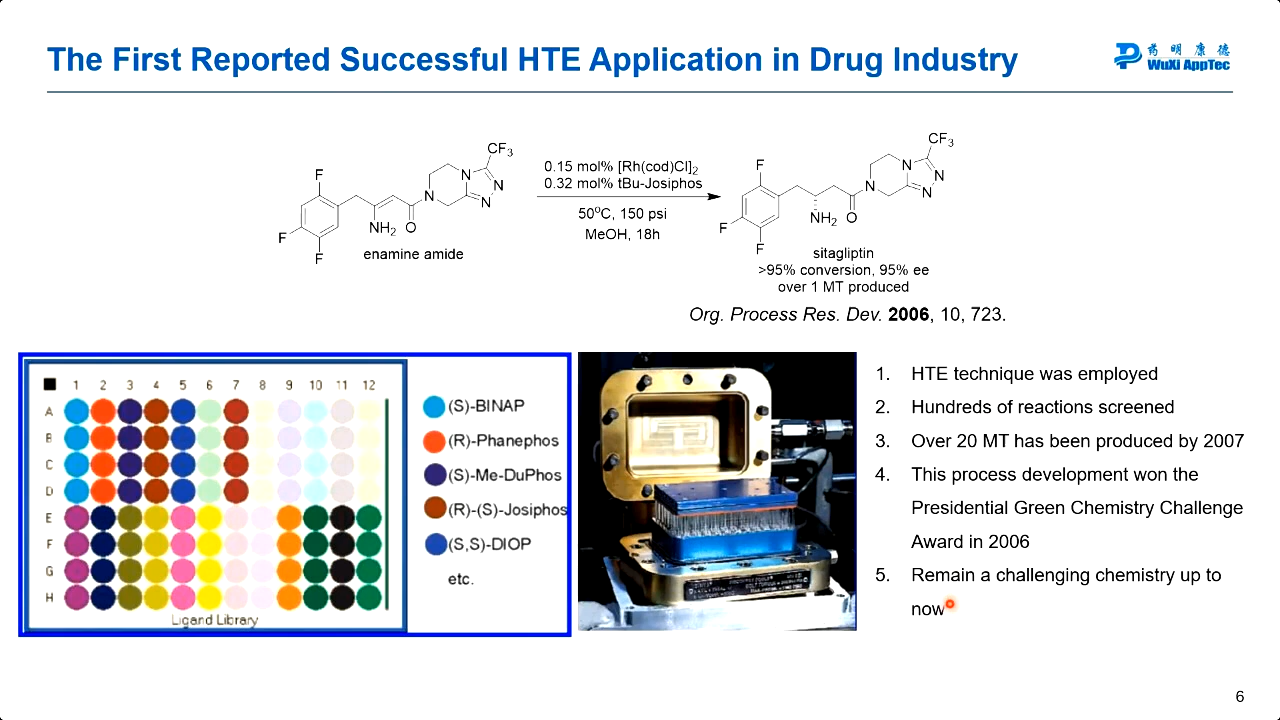 The First Reported Successful HTE Application in Drug Industry
药明康德
WuXi AppTec
CF3
F
N
N
N
N
F
F
NH2
O
enamine amide
0.15 mol% [Rh(cod)Cl]2
0.32 mol% tBu-Josiphos
50ºC, 150 psi
MeOH, 18h
CF3
F
N
N
N
N
F
F
NH2
O
sitagliptin
>95% conversion, 95% ee
over 1 MT produced
Org. Process Res. Dev. 2006, 10, 723.
1 2 3 4 5 6 7 8 9 10 11 12
A
B
C
D
E
F
G
H
Ligand Library
(S)-BINAP
(R)-Phanephos
(S)-Me-DuPhos
(R)-(S)-Josiphos
(S,S)-DIOP
etc.
1. HTE technique was employed
2. Hundreds of reactions screened
3. Over 20 MT has been produced by 2007
4. This process development won the
Presidential Green Chemistry Challenge
Award in 2006
5. Remain a challenging chemistry up to
now
6